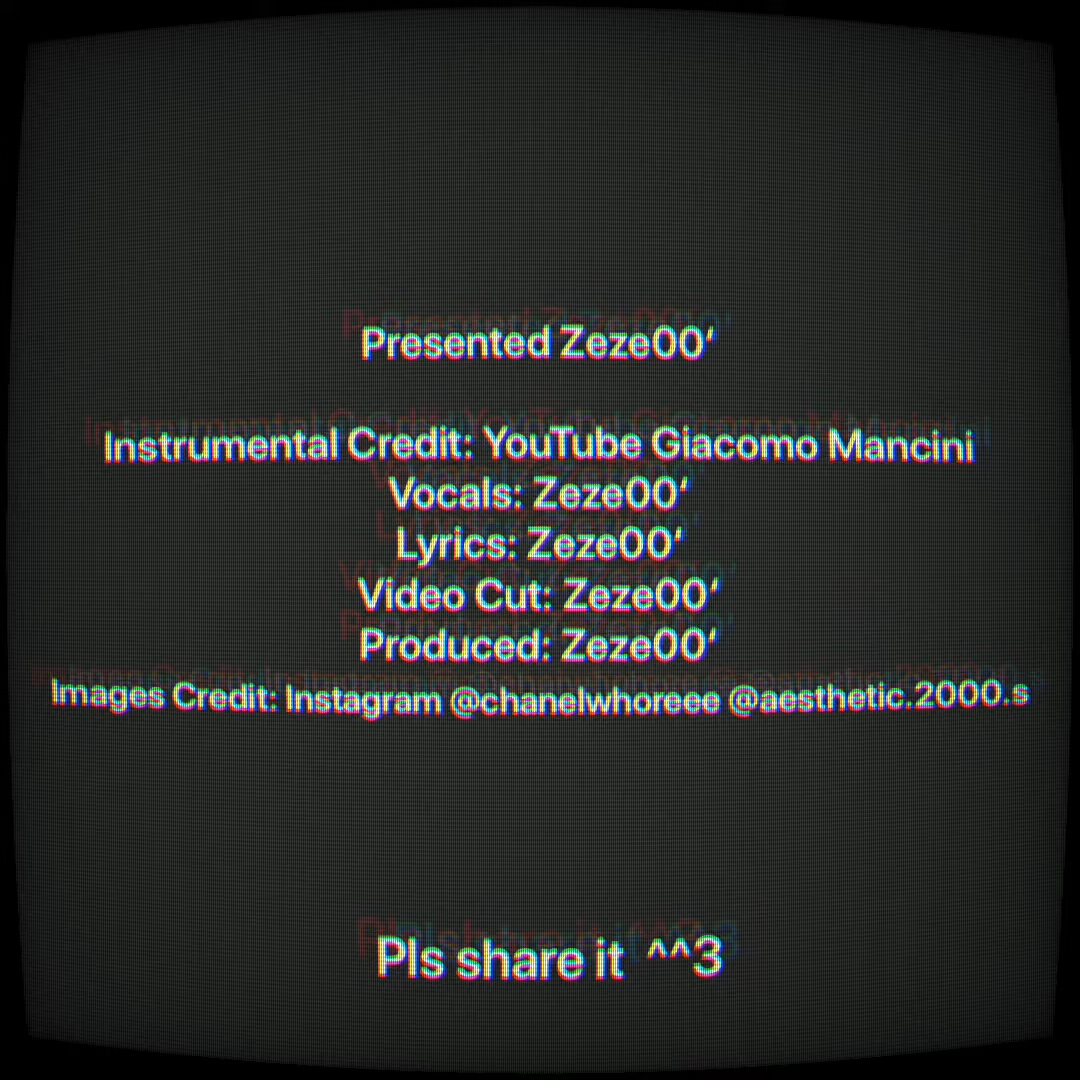 Presented Zeze00‘
Instrumental Credit: YouTube Giacomo Mancini
Vocals: Zeze00‘
Lyrics: Zeze00‘
Video Cut: Zeze00‘
Produced: Zeze00‘
Images Credit: Instagram @chanelwhoreee @aesthetic.2000.s
Pls share it ^^3